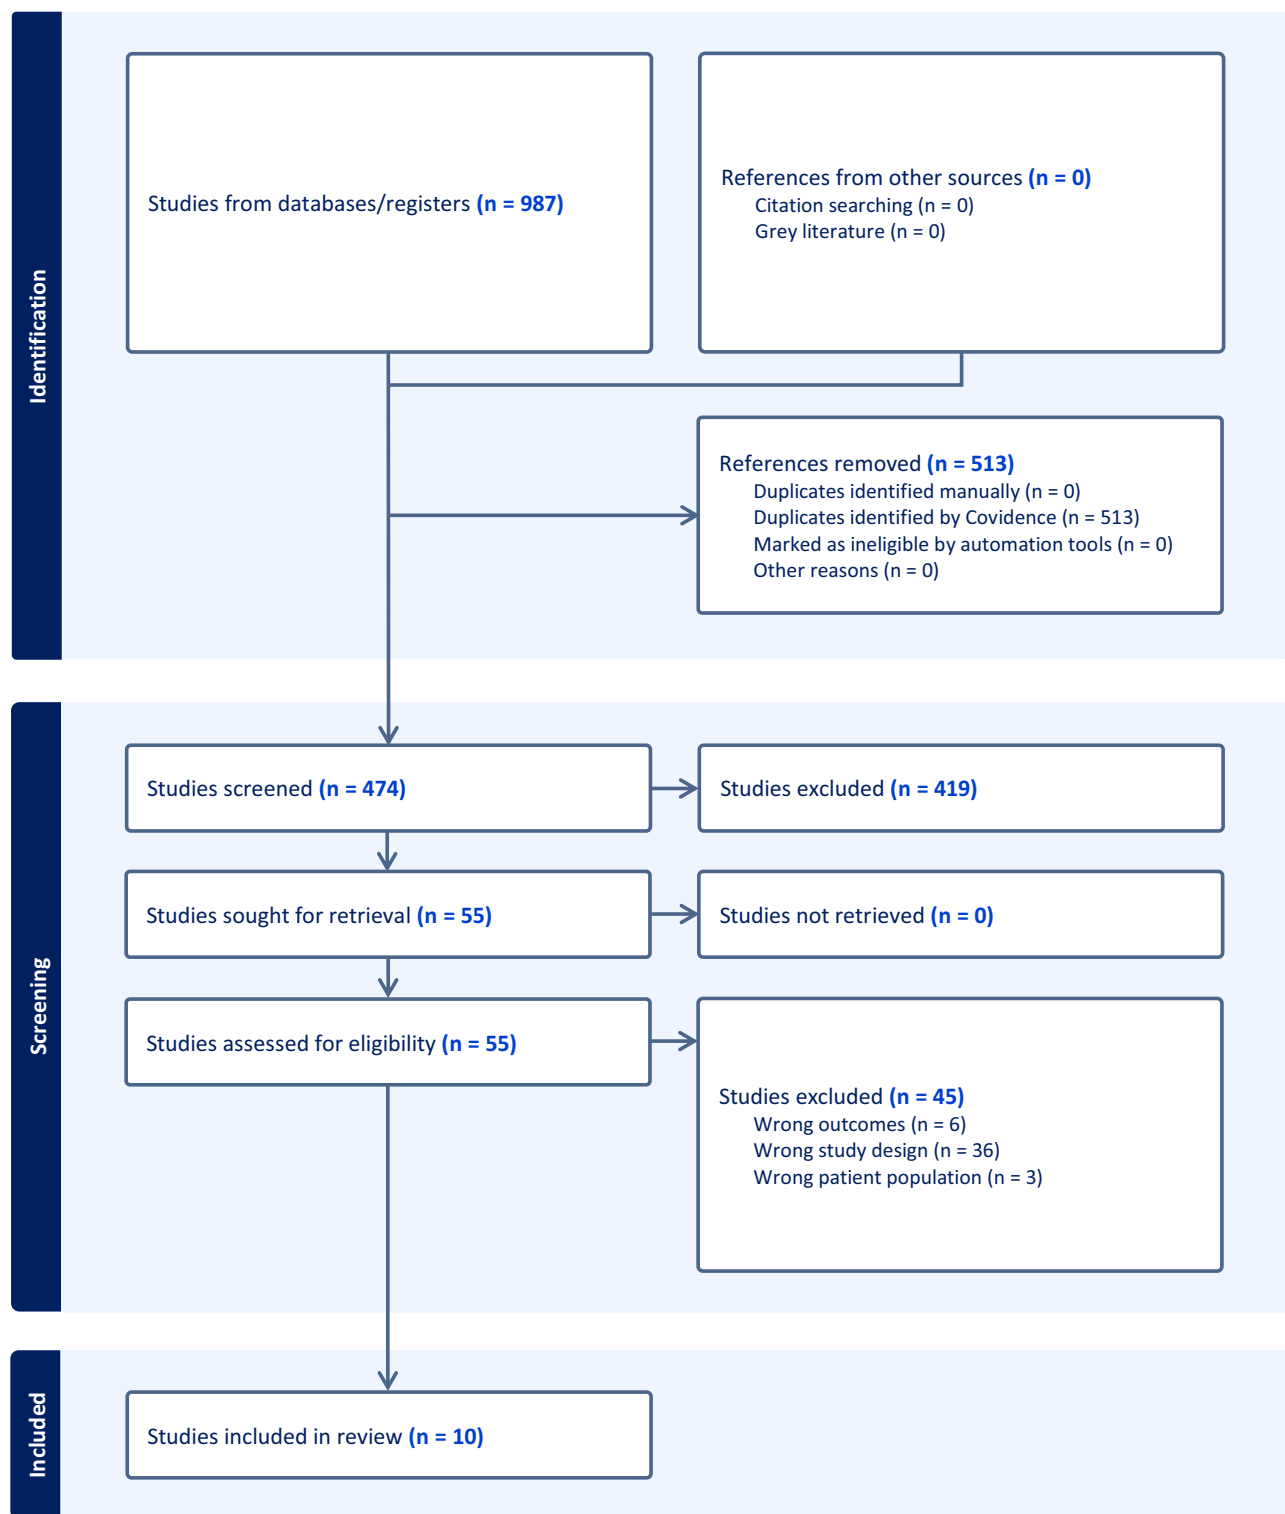 Identification
Studies from databases/registers (n = 987)
References from other sources (n = 0)
Citation searching (n = 0)
Grey literature (n = 0)
References removed (n = 513)
Duplicates identified manually (n = 0)
Duplicates identified by Covidence (n = 513)
Marked as ineligible by automation tools (n = 0)
Other reasons (n = 0)
Screening
Studies screened (n = 474)
Studies excluded (n = 419)
Studies sought for retrieval (n = 55)
Studies not retrieved (n = 0)
Studies assessed for eligibility (n = 55)
Studies excluded (n = 45)
Wrong outcomes (n = 6)
Wrong study design (n = 36)
Wrong patient population (n = 3)
Included
Studies included in review (n = 10)